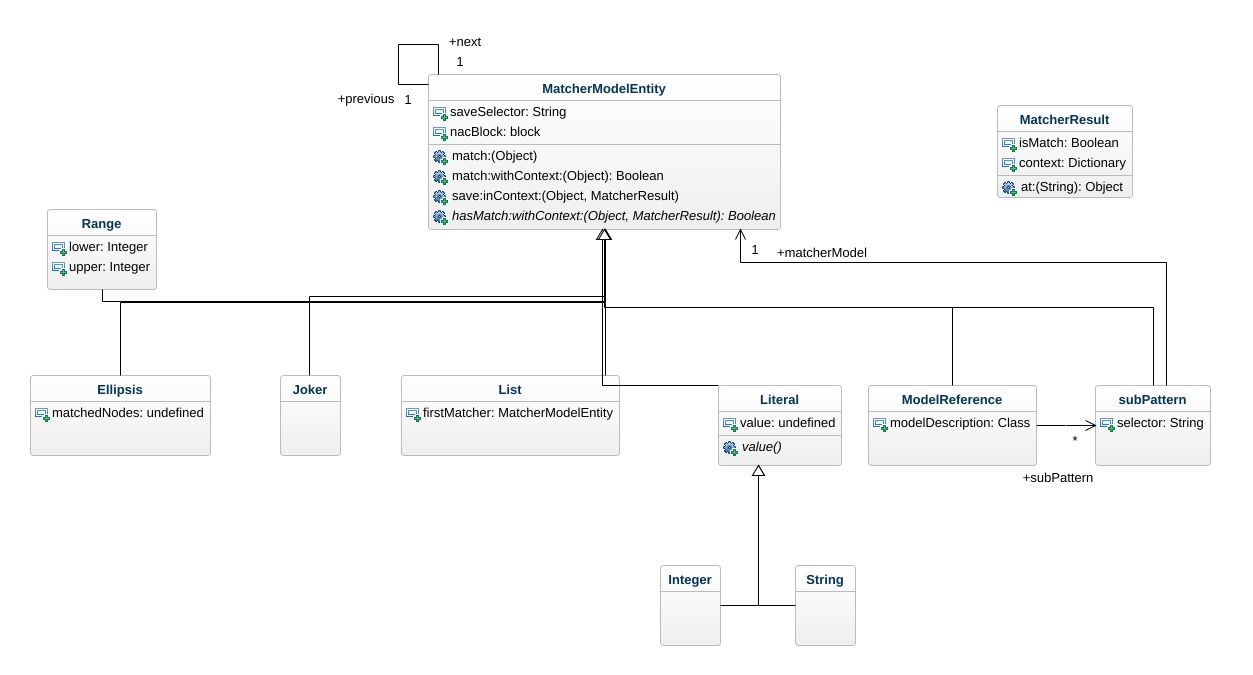 +next
1
+previous 1
MatcherModelEntity
saveSelector: String
nacBlock: block
match:(Object)
match:withContext:(Object): Boolean
save:inContext:(Object, MatcherResult)
hasMatch:withContext:(Object, MatcherResult): Boolean
MatcherResult
isMatch: Boolean
context: Dictionary
at:(String): Object
Range
lower: Integer
upper: Integer
1 +matcherModel
Ellipsis
matchedNodes: undefined
Joker
List
firstMatcher: MatcherModelEntity
Literal
value: undefined
value()
ModelReference
modelDescription: Class
*
+subPattern
subPattern
selector: String
Integer
String